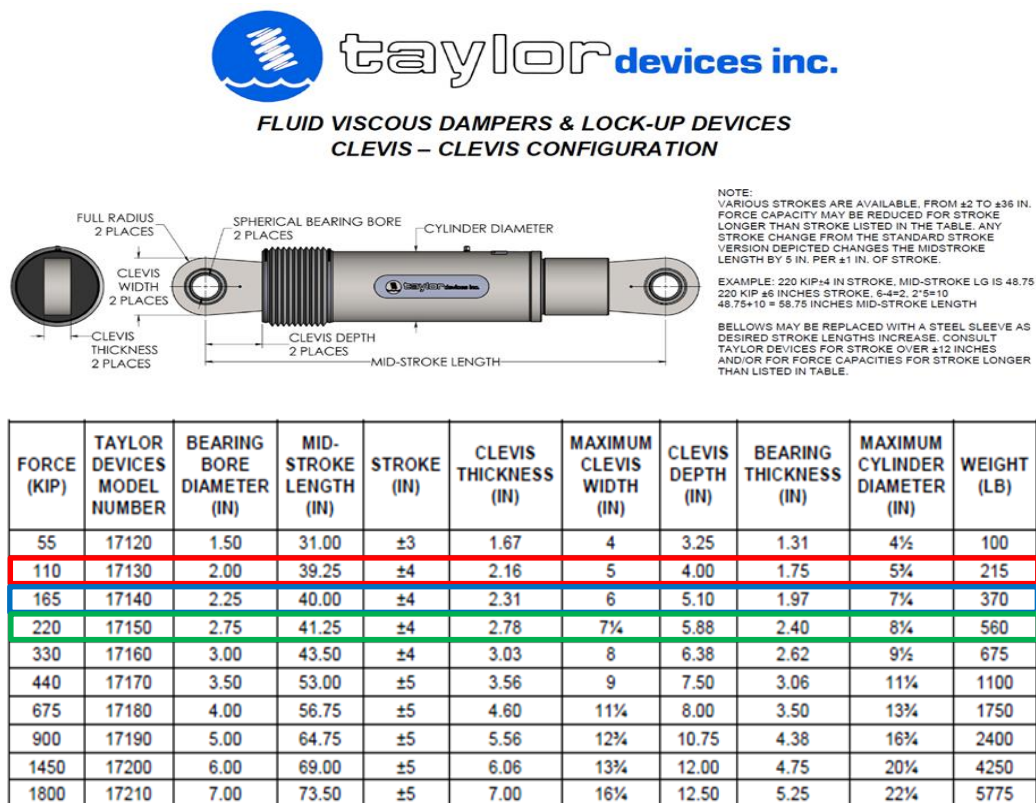 taylor devices inc.
FLUID VISCOUS DAMPERS & LOCK-UP DEVICES
CLEVIS – CLEVIS CONFIGURATION
FULL RADIUS
2 PLACES
SPHERICAL BEARING BORE
2 PLACES
CYLINDER DIAMETER
CLEVIS
WIDTH
2 PLACES
taylor devices inc.
CLEVIS
THICKNESS
2 PLACES
CLEVIS DEPTH
2 PLACES
MID-STROKE LENGTH
NOTE:
VARIOUS STROKES ARE AVAILABLE, FROM ±2 TO ±36 IN.
FORCE CAPACITY MAY BE REDUCED FOR STROKE
LONGER THAN STROKE LISTED IN THE TABLE. ANY
STROKE CHANGE FROM THE STANDARD STROKE
VERSION DEPICTED CHANGES THE MIDSTROKE
LENGTH BY 5 IN. PER ±1 IN. OF STROKE.
EXAMPLE: 220 KIP±4 IN STROKE, MID-STROKE LG IS 48.75
220 KIP ±6 INCHES STROKE, 6-4=2, 2*5=10
48.75+10 = 58.75 INCHES MID-STROKE LENGTH
BELLOWS MAY BE REPLACED WITH A STEEL SLEEVE AS
DESIRED STROKE LENGTHS INCREASE. CONSULT
TAYLOR DEVICES FOR STROKE OVER ±12 INCHES
AND/OR FOR FORCE CAPACITIES FOR STROKE LONGER
THAN LISTED IN TABLE.
FORCE (KIP) TAYLOR DEVICES MODEL NUMBER BEARING BORE DIAMETER (IN) MID-STROKE LENGTH (IN) STROKE (IN) CLEVIS THICKNESS (IN) MAXIMUM CLEVIS WIDTH (IN) CLEVIS DEPTH (IN) BEARING THICKNESS (IN) MAXIMUM CYLINDER DIAMETER (IN) WEIGHT (LB)
55 17120 1.50 31.00 ±3 1.67 4 3.25 1.31 4½ 100
110 17130 2.00 39.25 ±4 2.16 5 4.00 1.75 5¾ 215
165 17140 2.25 40.00 ±4 2.31 6 5.10 1.97 7¼ 370
220 17150 2.75 41.25 ±4 2.78 7¼ 5.88 2.40 8¼ 560
330 17160 3.00 43.50 ±4 3.03 8 6.38 2.62 9½ 675
440 17170 3.50 53.00 ±5 3.56 9 7.50 3.06 11¼ 1100
675 17180 4.00 56.75 ±5 4.60 11¼ 8.00 3.50 13¾ 1750
900 17190 5.00 64.75 ±5 5.56 12¾ 10.75 4.38 16¾ 2400
1450 17200 6.00 69.00 ±5 6.06 13¾ 12.00 4.75 20¼ 4250
1800 17210 7.00 73.50 ±5 7.00 16¼ 12.50 5.25 22¼ 5775